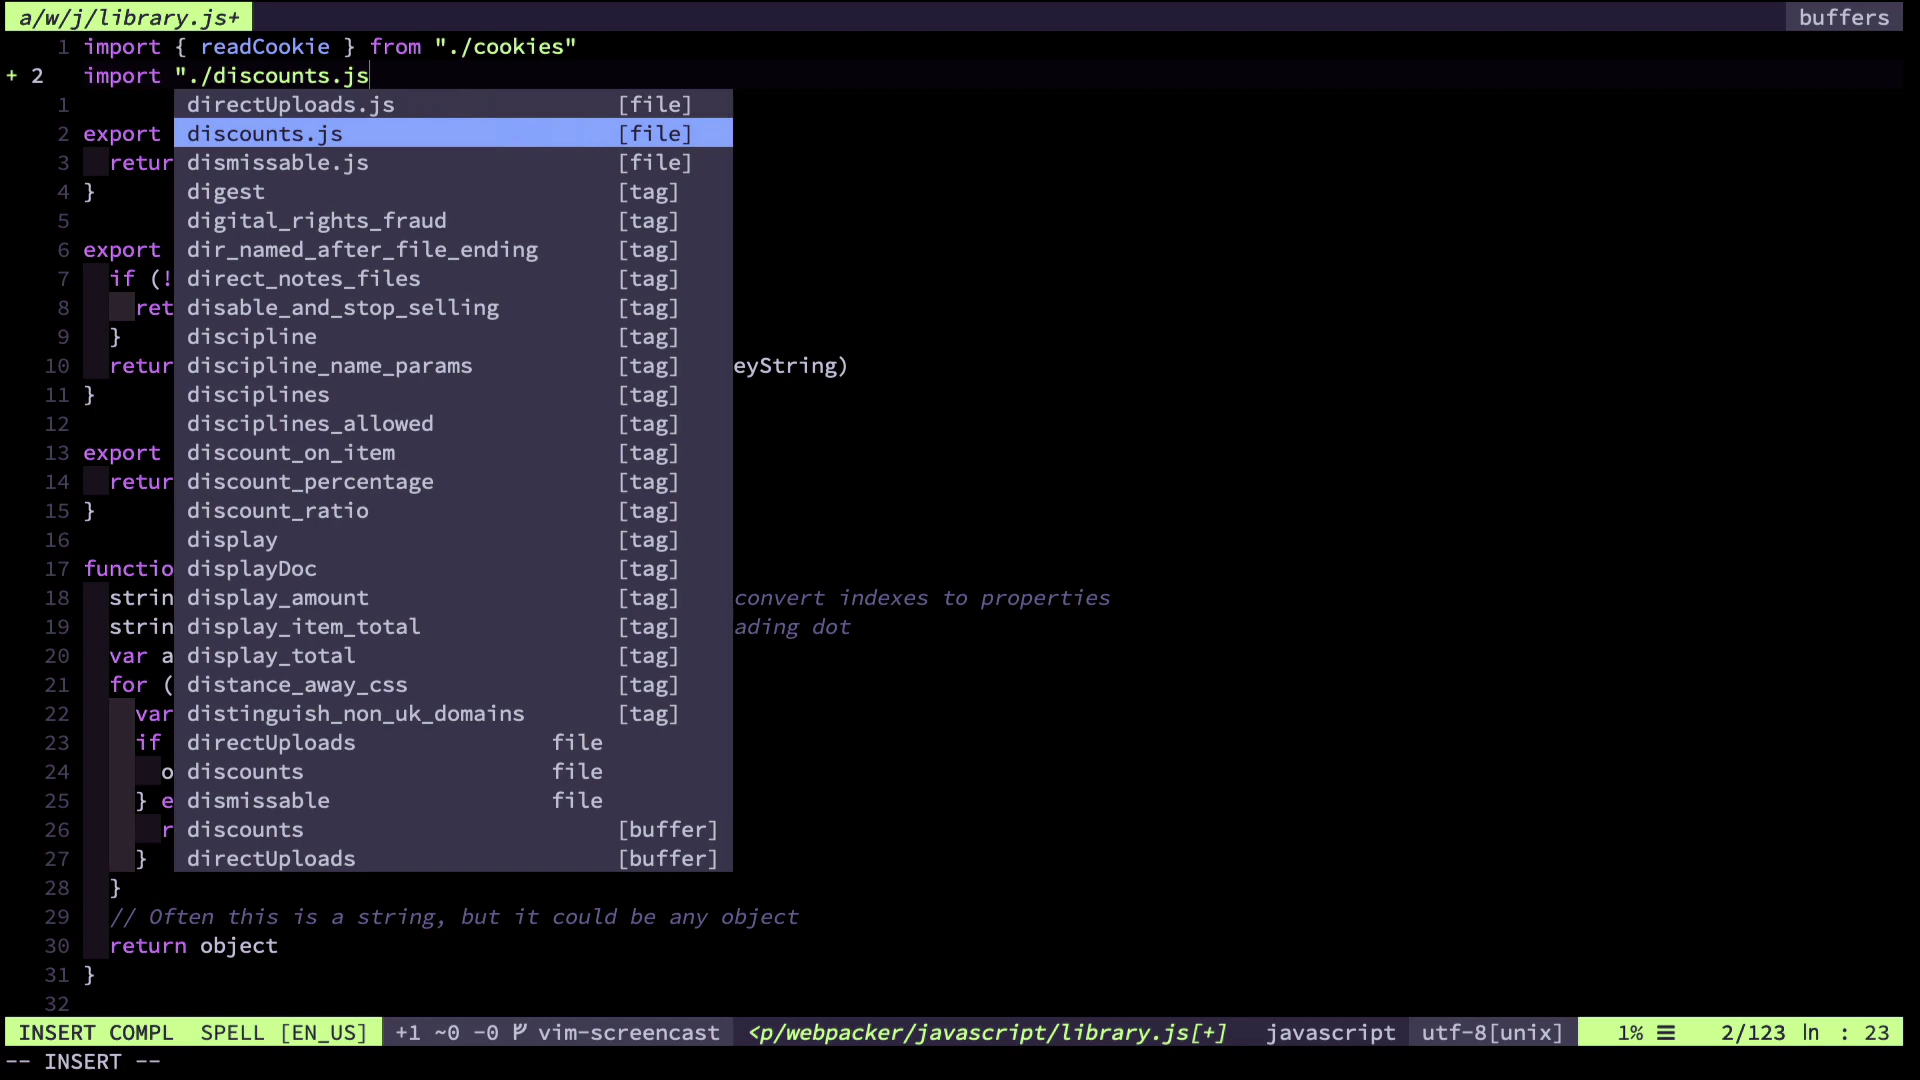 a/w/j/library.js+ buffers
1 import { readCookie } from "./cookies"
+ 2 import "./discounts.js
1 directUploads.js [file]
2 export discounts.js [file]
3 retur dismissable.js [file]
4 } digest [tag]
5 digital_rights_fraud [tag]
6 export dir_named_after_file_ending [tag]
7 if (! direct_notes_files [tag]
8 ret disable_and_stop_selling [tag]
9 } discipline [tag]
10 retur discipline_name_params [tag] eyString)
11 } disciplines [tag]
12 disciplines_allowed [tag]
13 export discount_on_item [tag]
14 retur discount_percentage [tag]
15 } discount_ratio [tag]
16 display [tag]
17 functio displayDoc [tag]
18 strin display_amount [tag] convert indexes to properties
19 strin display_item_total [tag] ading dot
20 var a display_total [tag]
21 for ( distance_away_css [tag]
22 var distinguish_non_uk_domains [tag]
23 if directUploads file
24 o discounts file
25 } e dismissable file
26 r discounts [buffer]
27 } directUploads [buffer]
28 }
29 // Often this is a string, but it could be any object
30 return object
31 }
32
INSERT COMPL SPELL [EN_US] +1 ~0 -0 vim-screencast <p/webpacker/javascript/library.js[+] javascript utf-8[unix] 1% ☰ 2/123 ln : 23
-- INSERT --